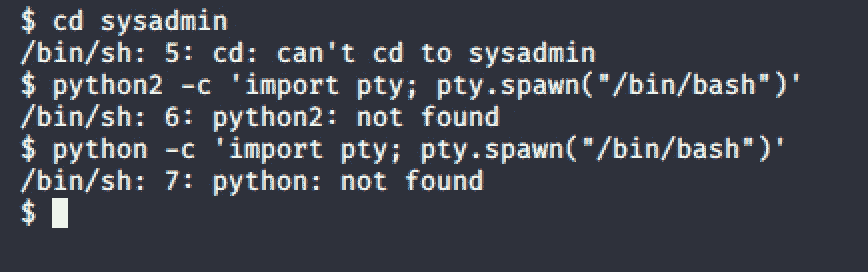 $ cd sysadmin
/bin/sh: 5: cd: can't cd to sysadmin
$ python2 -c 'import pty; pty.spawn("/bin/bash")'
/bin/sh: 6: python2: not found
$ python -c 'import pty; pty.spawn("/bin/bash")'
/bin/sh: 7: python: not found
$